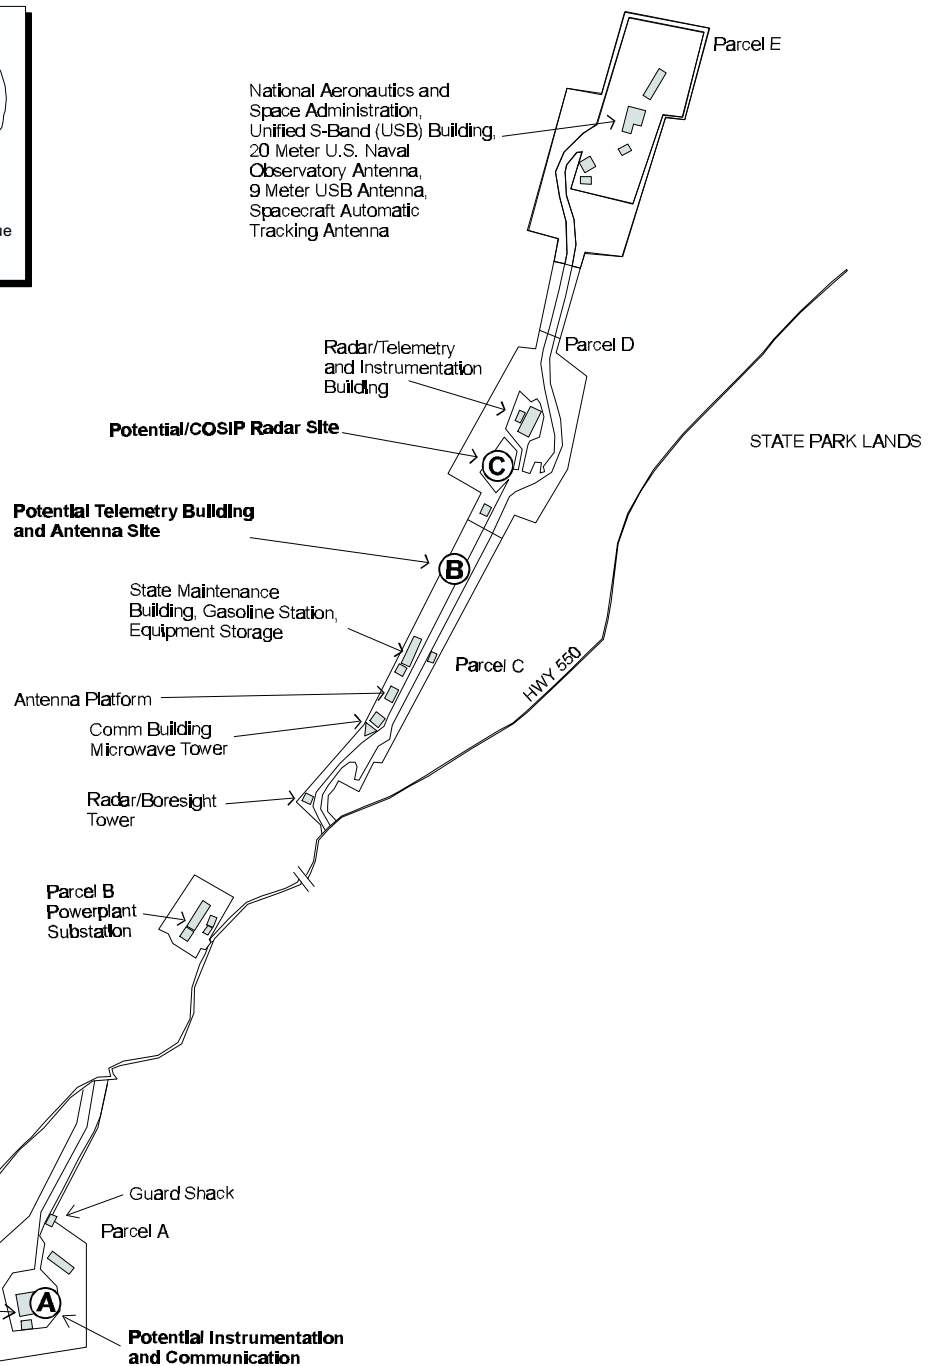 Parcel E
National Aeronautics and
Space Administration,
Unified S-Band (USB) Building,
20 Meter U.S. Naval
Observatory Antenna,
9 Meter USB Antenna,
Spacecraft Automatic
Tracking Antenna
Parcel D
Radar/Telemetry
and Instrumentation
Building
Potential/COSIP Radar Site
STATE PARK LANDS
C
Potential Telemetry Building
and Antenna Site
B
State Maintenance
Building, Gasoline Station,
Equipment Storage
Parcel C
HWY 550
Antenna Platform
Comm Building
Microwave Tower
Radar/Boresight
Tower
Parcel B
Powerplant
Substation
Guard Shack
Parcel A
A
Potential Instrumentation
and Communication